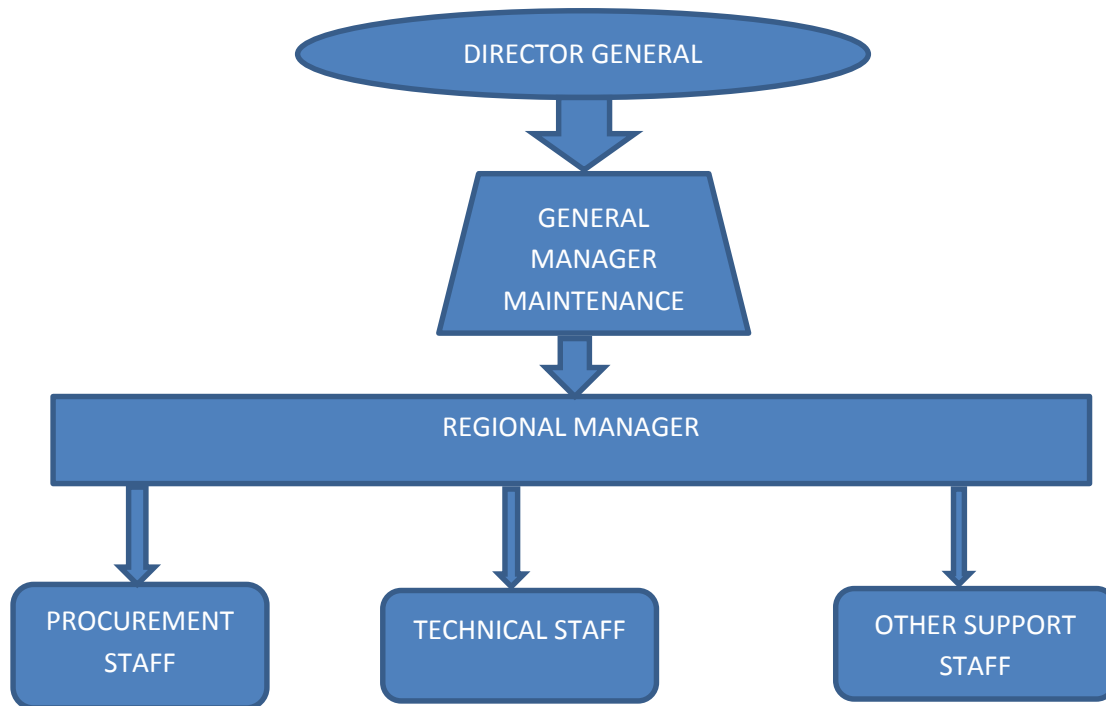 DIRECTOR GENERAL
GENERAL
MANAGER
MAINTENANCE
REGIONAL MANAGER
PROCUREMENT
STAFF
TECHNICAL STAFF
OTHER SUPPORT
STAFF